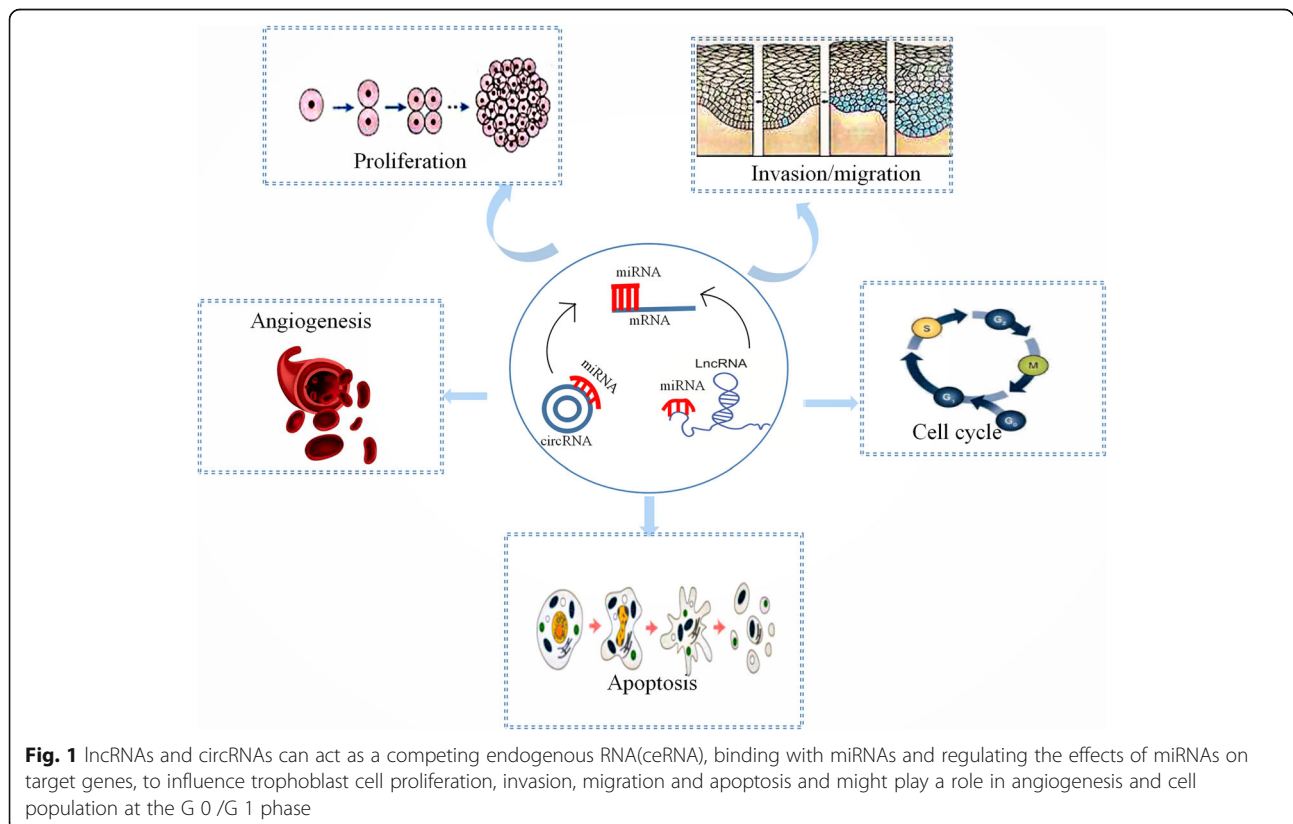 Proliferation
Invasion/migration
miRNA
mRNA
Angiogenesis
miRNA
circRNA
LncRNA
miRNA
S
G₂
M
G₁
G₀
Cell cycle
Apoptosis
Fig. 1 lncRNAs and circRNAs can act as a competing endogenous RNA(ceRNA), binding with miRNAs and regulating the effects of miRNAs on
target genes, to influence trophoblast cell proliferation, invasion, migration and apoptosis and might play a role in angiogenesis and cell
population at the G 0 /G 1 phase